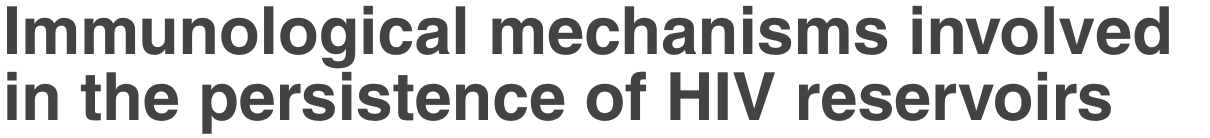 Immunological mechanisms involved
in the persistence of HIV reservoirs